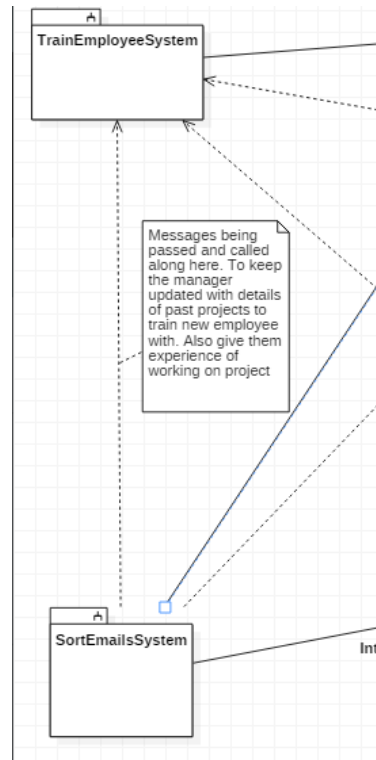 TrainEmployeeSystem
Messages being
passed and called
along here. To keep
the manager
updated with details
of past projects to
train new employee
with. Also give them
experience of
working on project
SortEmailsSystem
Int